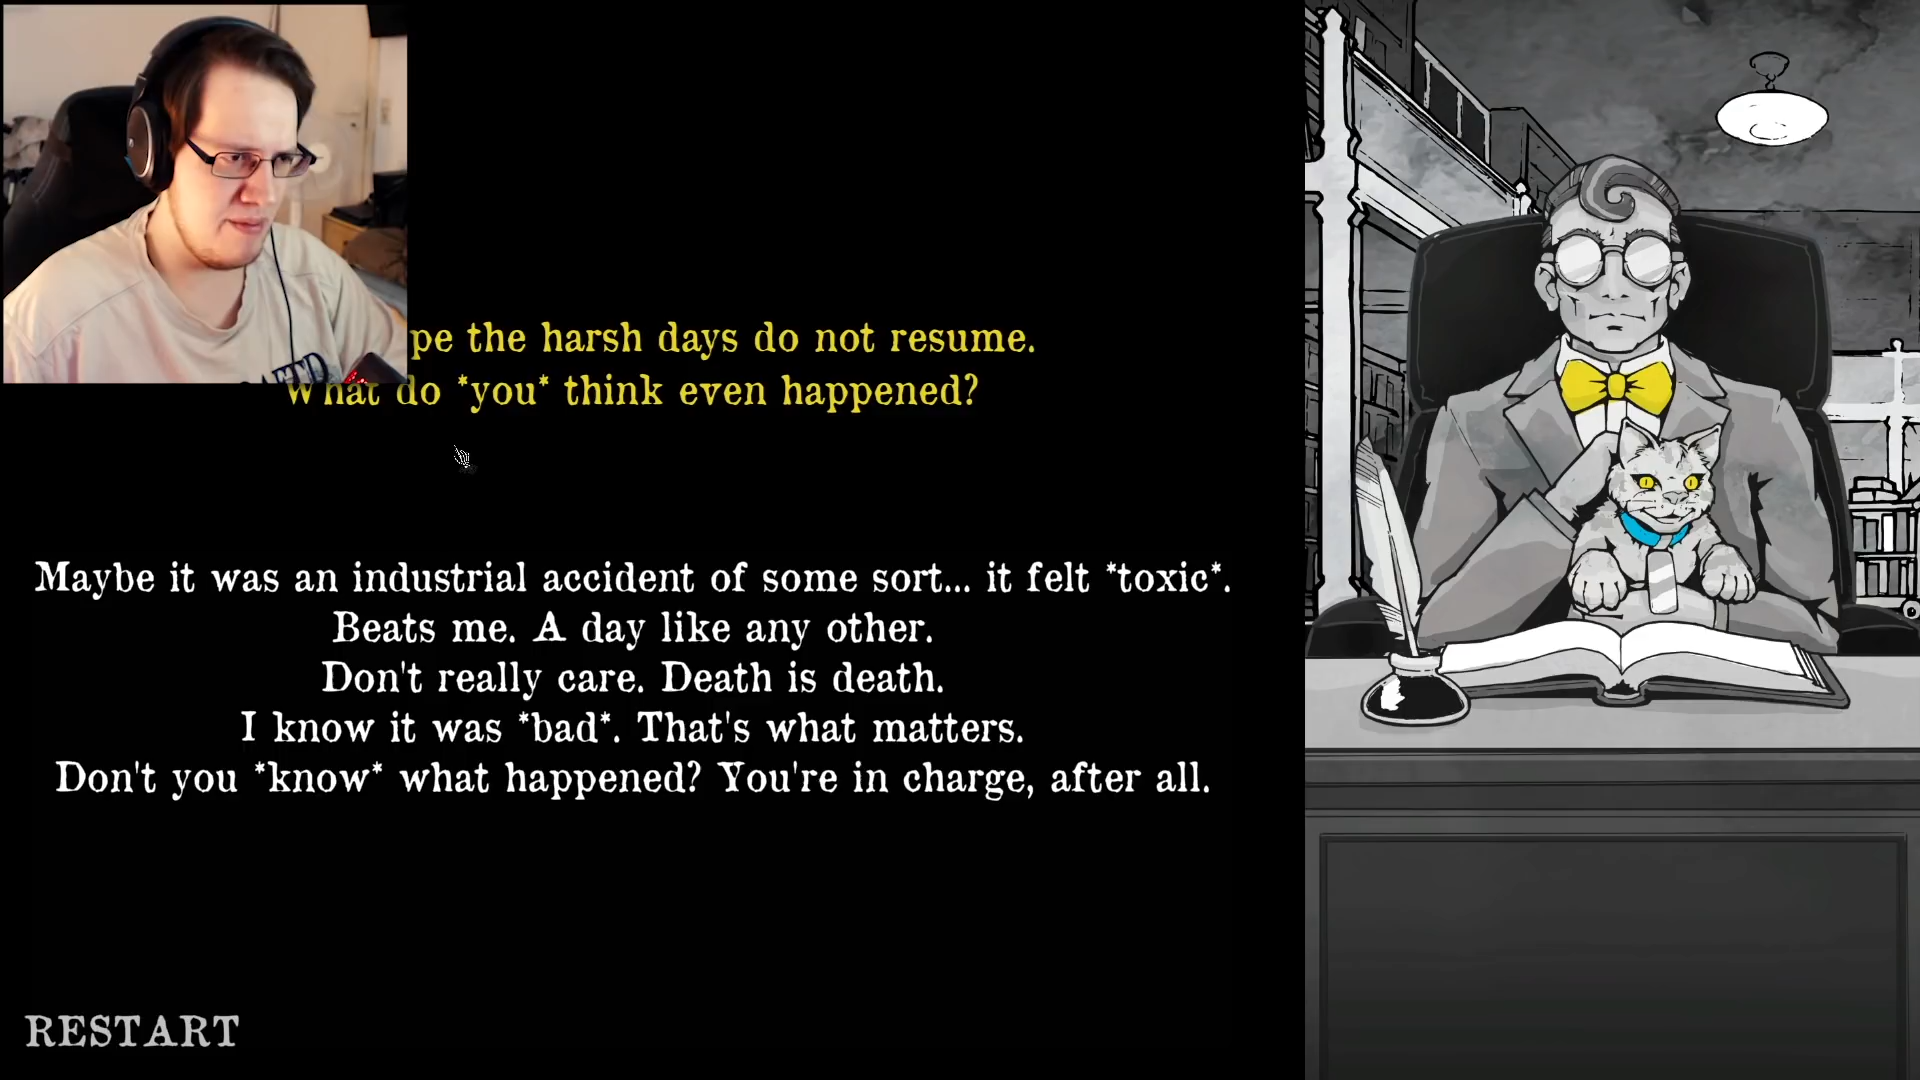 pe the harsh days do not resume.
What do *you* think even happened?
Maybe it was an industrial accident of some sort... it felt *toxic*.
Beats me. A day like any other.
Don't really care. Death is death.
I know it was *bad*. That's what matters.
Don't you *know* what happened? You're in charge, after all.
RESTART